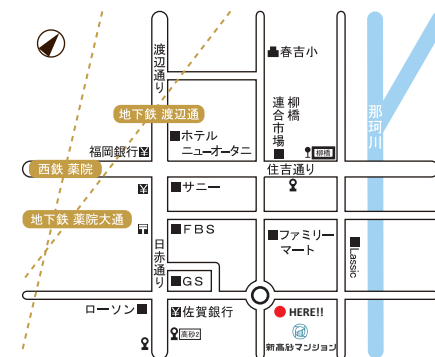 渡辺通り
春吉小
地下鉄 渡辺通
柳橋
連合市場
那珂川
ホテル
ニューオータニ
福岡銀行
柳橋
西鉄 薬院
住吉通り
サニー
地下鉄 薬院大通
FBS
ファミリー
マート
日赤通り
Lassic
GS
ローソン
佐賀銀行
HERE!!
高砂2
新高砂マンション